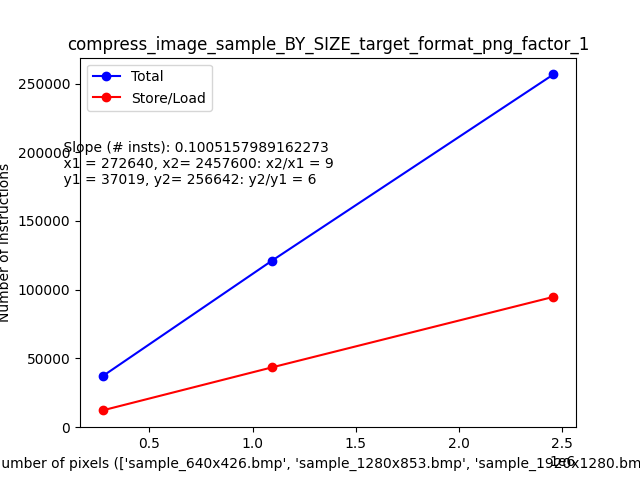 compress_image_sample_BY_SIZE_target_format_png_factor_1
Total
Store/Load
Slope (# insts): 0.1005157989162273
x1 = 272640, x2= 2457600: x2/x1 = 9
y1 = 37019, y2= 256642: y2/y1 = 6
250000
200000
150000
100000
50000
0
Number of instructions
0.5
1.0
1.5
2.0
2.5
1e6
umber of pixels (['sample_640x426.bmp', 'sample_1280x853.bmp', 'sample_1920x1280.bm